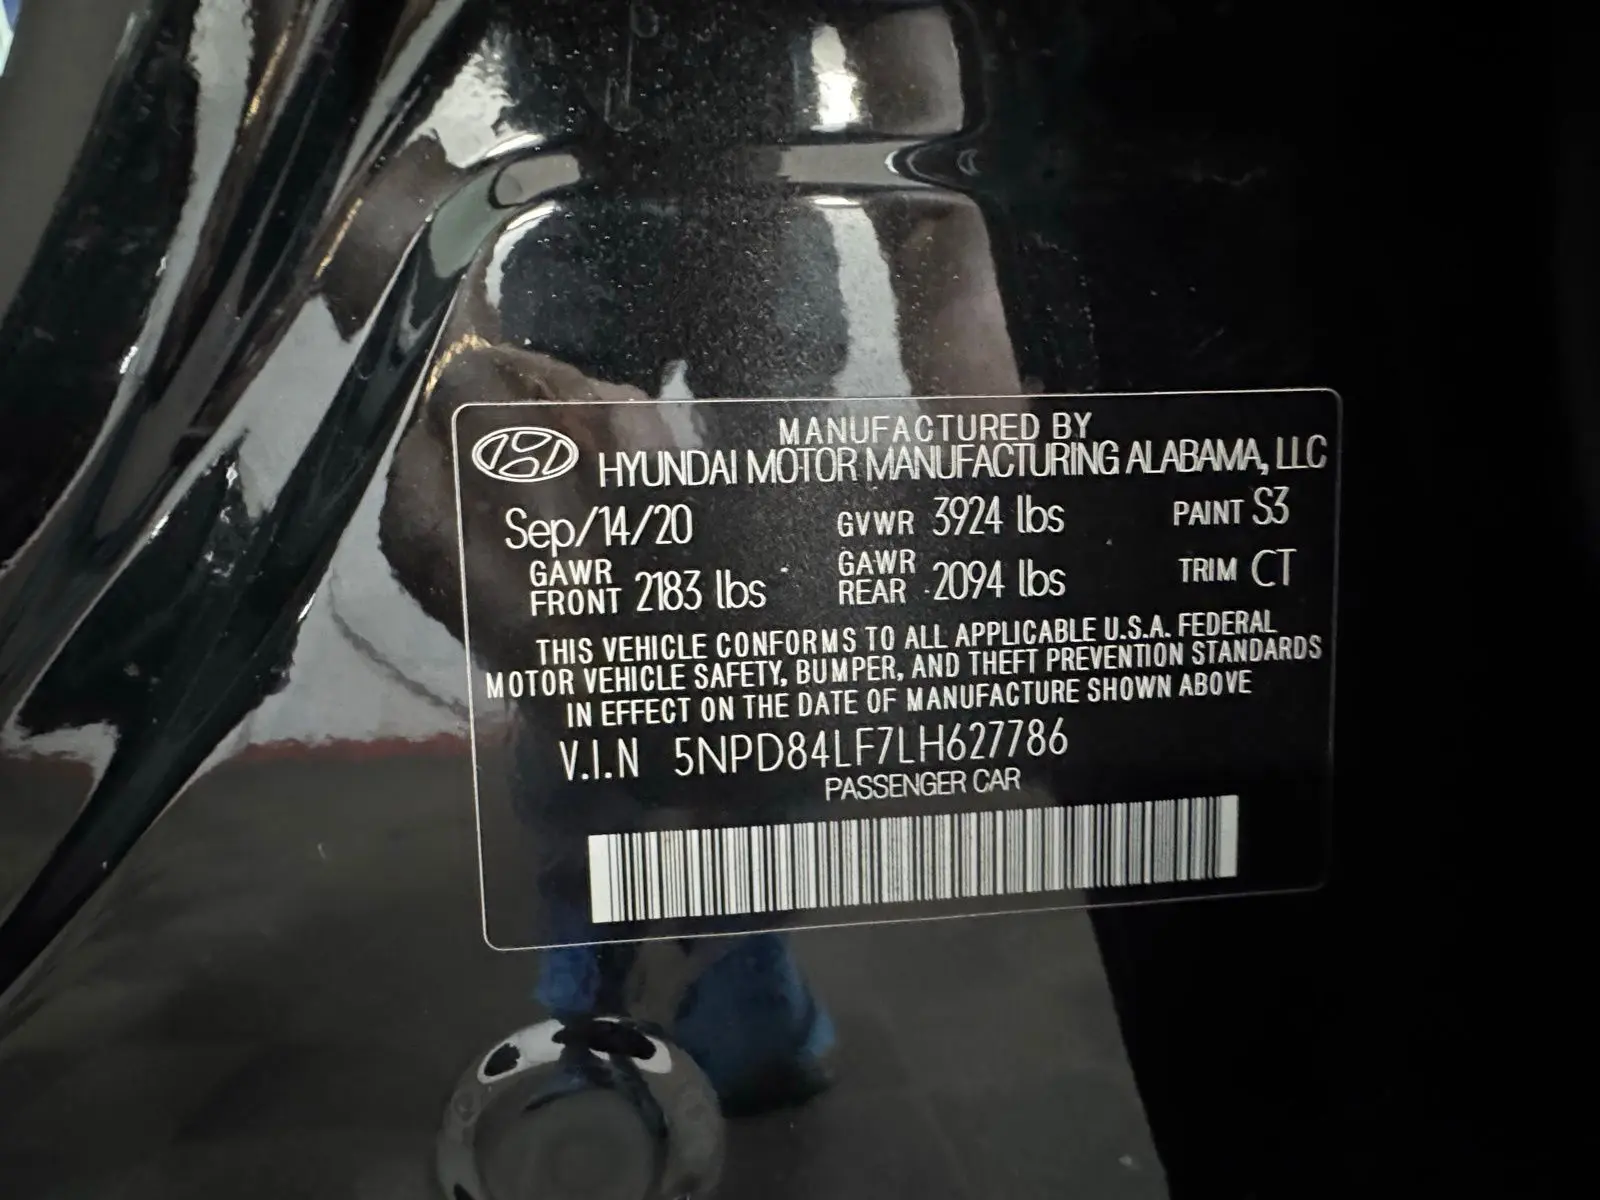 MANUFACTURED BY
HYUNDAI MOTOR MANUFACTURING ALABAMA, LLC
Sep/14/20 GVWR 3924 lbs PAINT S3
GAWR FRONT 2183 lbs GAWR REAR 2094 lbs TRIM CT
THIS VEHICLE CONFORMS TO ALL APPLICABLE U.S.A. FEDERAL
MOTOR VEHICLE SAFETY, BUMPER, AND THEFT PREVENTION STANDARDS
IN EFFECT ON THE DATE OF MANUFACTURE SHOWN ABOVE
V.I.N 5NPD84LF7LH627786
PASSENGER CAR